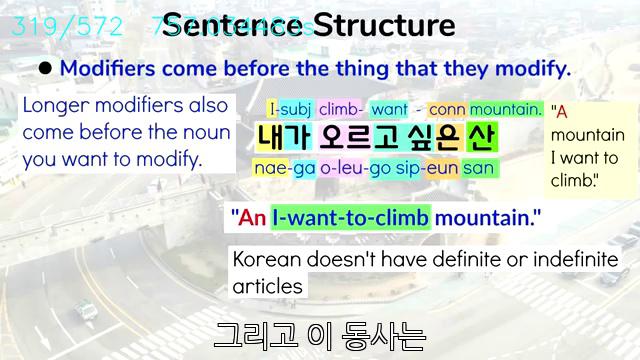 319/572
Sentence Structure
● Modifiers come before the thing that they modify.
Longer modifiers also
come before the noun
you want to modify.
I-subj climb- want - conn mountain.
내가 오르고 싶은 산
nae-ga o-leu-go sip-eun san
"A
mountain
I want to
climb."
"An I-want-to-climb mountain."
Korean doesn't have definite or indefinite
articles
그리고 이 동사는